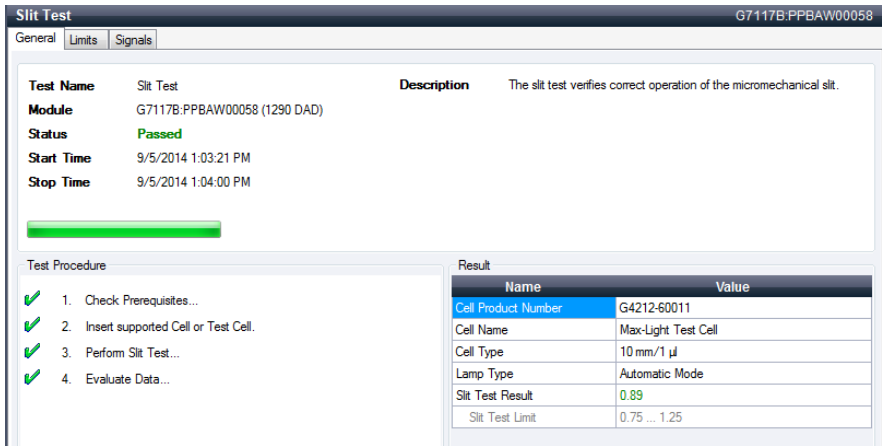 Slit Test G7117B:PPBAW00058
General Limits Signals
Test Name Slit Test Description The slit test verifies correct operation of the micromechanical slit.
Module G7117B:PPBAW00058 (1290 DAD)
Status Passed
Start Time 9/5/2014 1:03:21 PM
Stop Time 9/5/2014 1:04:00 PM
Test Procedure
1. Check Prerequisites...
2. Insert supported Cell or Test Cell.
3. Perform Slit Test...
4. Evaluate Data...
Result
Name Value
Cell Product Number G4212-60011
Cell Name Max-Light Test Cell
Cell Type 10 mm/1 µl
Lamp Type Automatic Mode
Slit Test Result 0.89
Slit Test Limit 0.75 ... 1.25